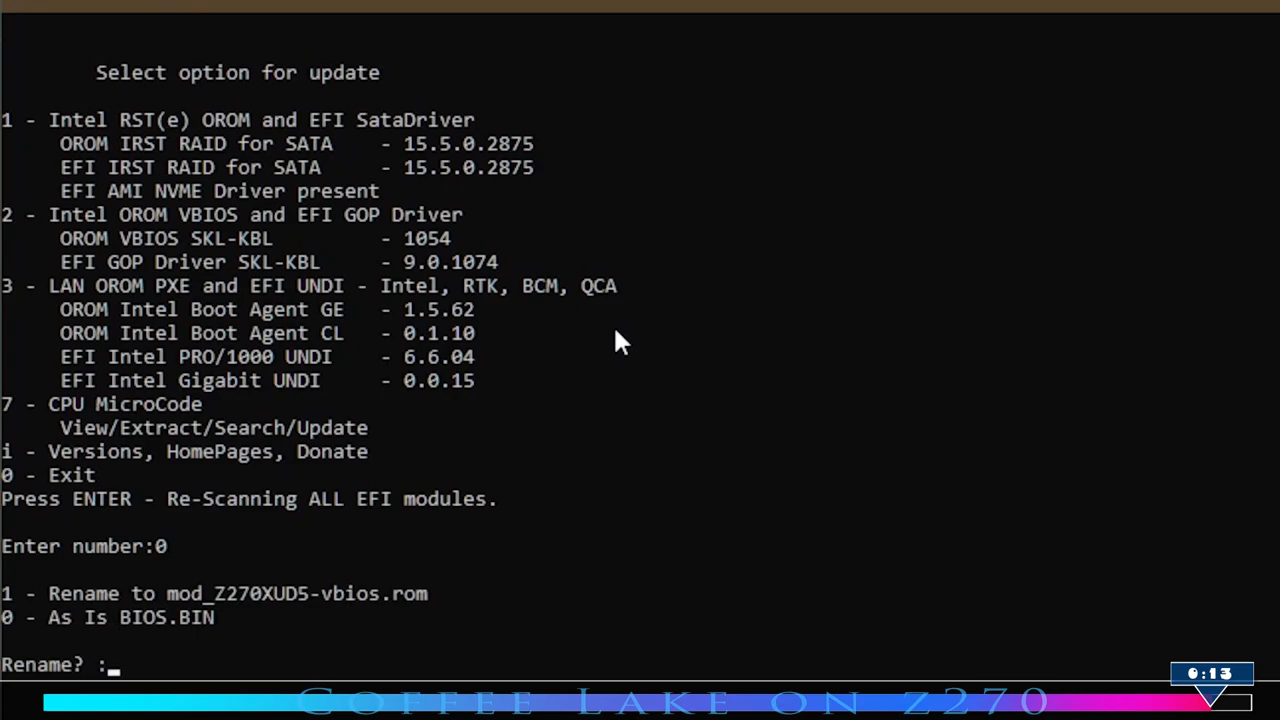 Select option for update
1 - Intel RST(e) OROM and EFI SataDriver
OROM IRST RAID for SATA - 15.5.0.2875
EFI IRST RAID for SATA - 15.5.0.2875
EFI AMI NVME Driver present
2 - Intel OROM VBIOS and EFI GOP Driver
OROM VBIOS SKL-KBL - 1054
EFI GOP Driver SKL-KBL - 9.0.1074
3 - LAN OROM PXE and EFI UNDI - Intel, RTK, BCM, QCA
OROM Intel Boot Agent GE - 1.5.62
OROM Intel Boot Agent CL - 0.1.10
EFI Intel PRO/1000 UNDI - 6.6.04
EFI Intel Gigabit UNDI - 0.0.15
7 - CPU MicroCode
View/Extract/Search/Update
i - Versions, HomePages, Donate
0 - Exit
Press ENTER - Re-Scanning ALL EFI modules.
Enter number:0
1 - Rename to mod_Z270XUD5-vbios.rom
0 - As Is BIOS.BIN
Rename? :
0:13
Coffee Lake on z270